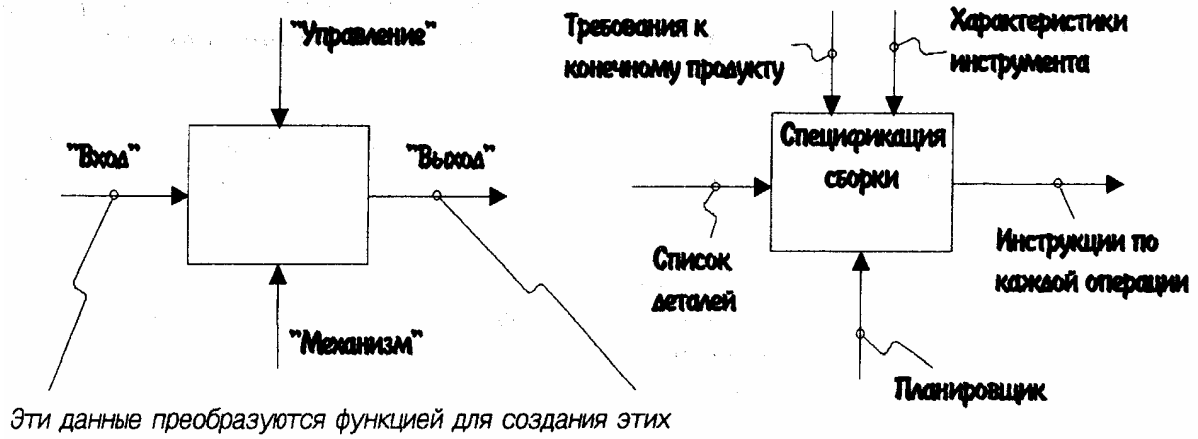 "Управление"
"Вход"
"Выход"
"Механизм"
Требования к
конечному продукту
Характеристики
инструмента
Спецификация
сборки
Список
деталей
Инструкции по
каждой операции
Планировщик
Эти данные преобразуются функцией для создания этих